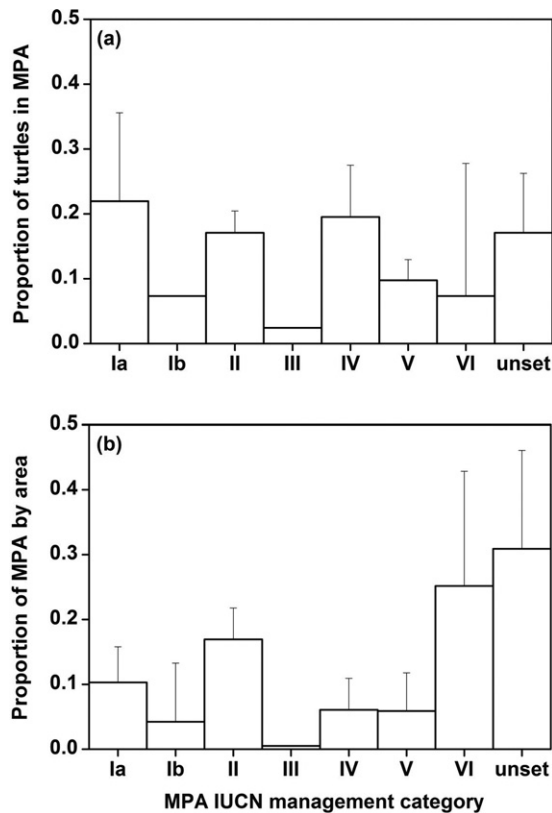 (a)
Proportion of turtles in MPA
0.5
0.4
0.3
0.2
0.1
0.0
Ia Ib II III IV V VI unset
(b)
Proportion of MPA by area
0.5
0.4
0.3
0.2
0.1
0.0
Ia Ib II III IV V VI unset
MPA IUCN management category